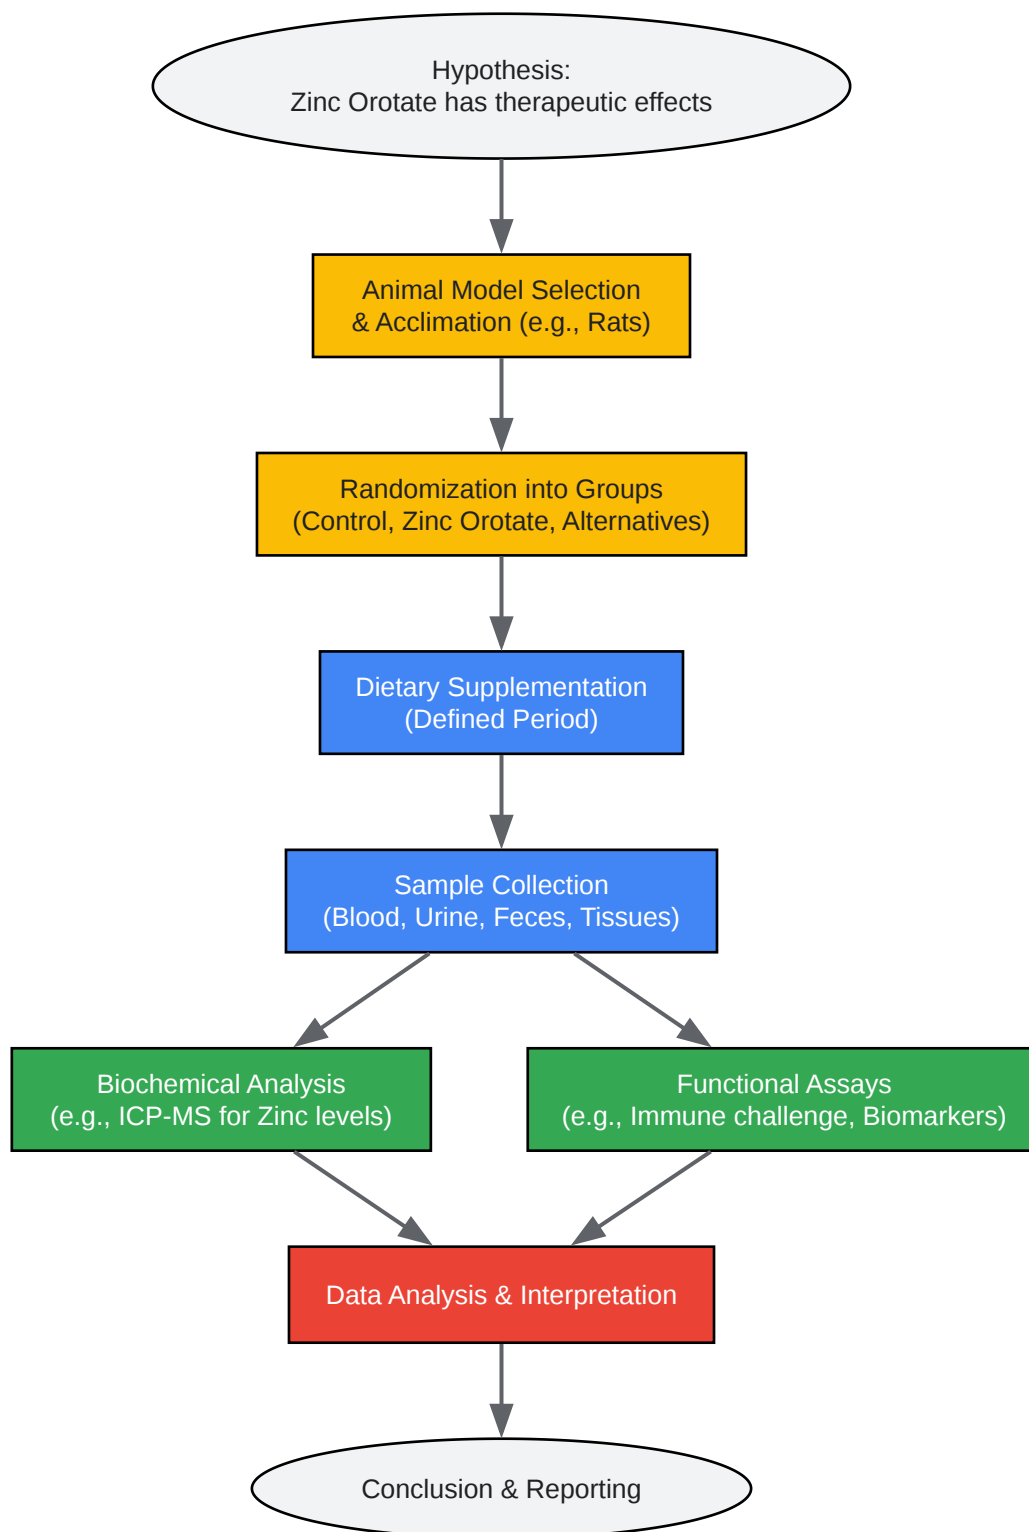 Hypothesis:
Zinc Orotate has therapeutic effects
Animal Model Selection
& Acclimation (e.g., Rats)
Randomization into Groups
(Control, Zinc Orotate, Alternatives)
Dietary Supplementation
(Defined Period)
Sample Collection
(Blood, Urine, Feces, Tissues)
Biochemical Analysis
(e.g., ICP-MS for Zinc levels)
Functional Assays
(e.g., Immune challenge, Biomarkers)
Data Analysis & Interpretation
Conclusion & Reporting